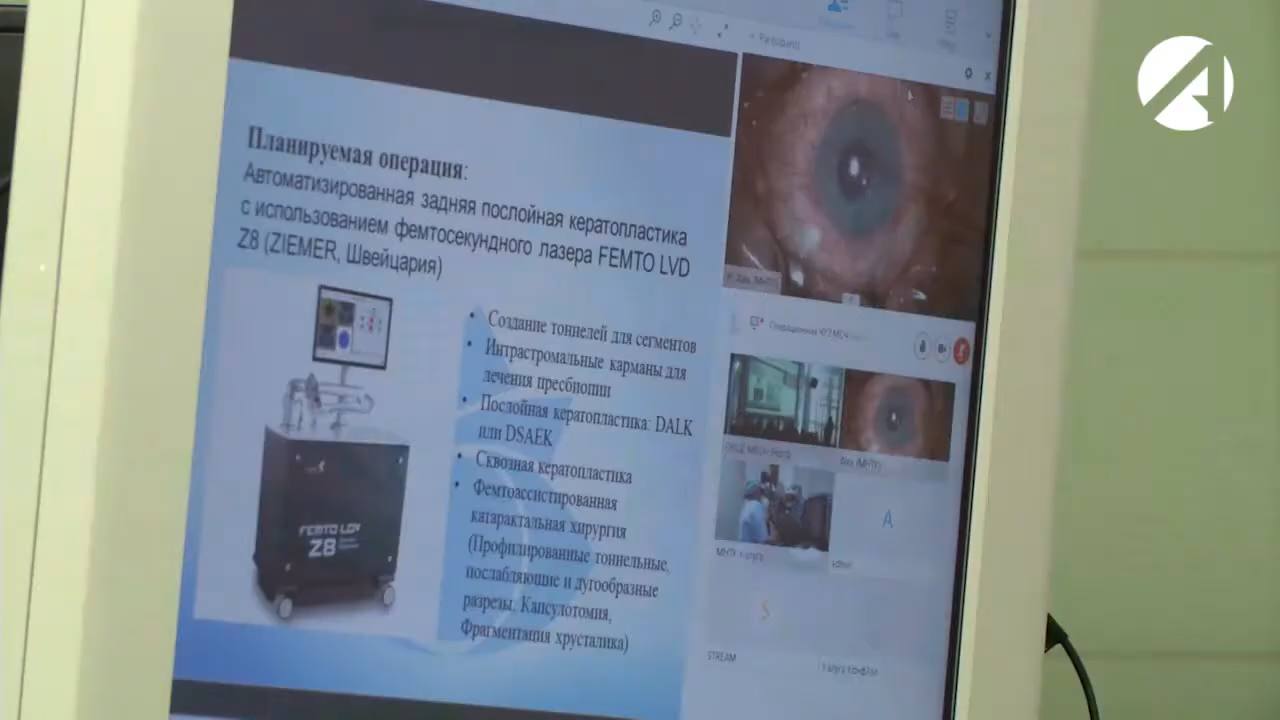 Participants
Планируемая операция:
Автоматизированная задняя послойная кератопластика
с использованием фемтосекундного лазера FEMTO LVD
Z8 (ZIEMER, Швейцария)
• Создание тоннелей для сегментов
• Интрастромальные карманы для
лечения пресбиопии
• Послойная кератопластика: DALK
или DSAEK
• Сквозная кератопластика
• Фемтоассистированная
катарактальная хирургия
(Профилированные тоннельные,
послабляющие и дугообразные
разрезы, Капсулотомия,
Фрагментация хрусталика)
FEMTO LDV
Z8
A
S
STREAM